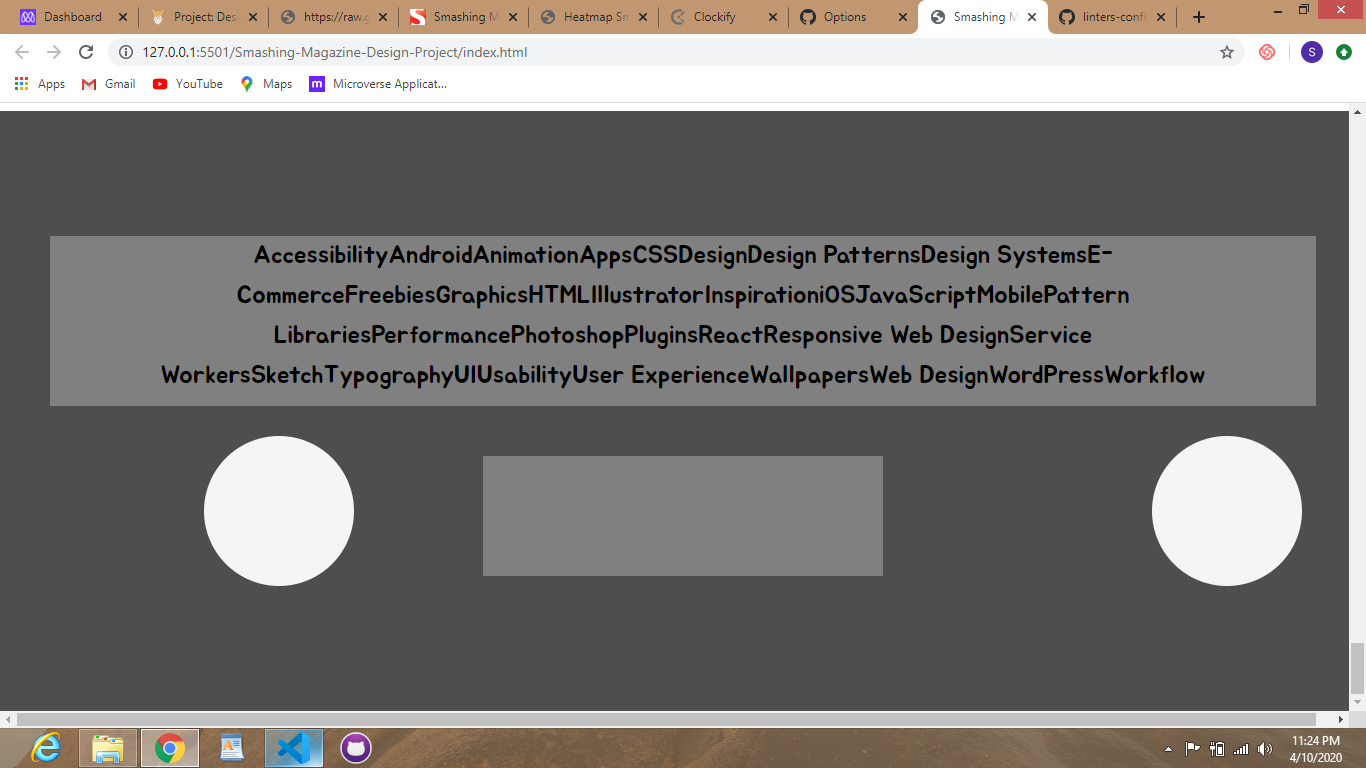 Dashboard
Project: Des
https://raw.g
Smashing M
Heatmap Sm
Clockify
Options
Smashing M
linters-confi
127.0.0.1:5501/Smashing-Magazine-Design-Project/index.html
S
Apps
Gmail
YouTube
Maps
m
Microverse Applicat...
AccessibilityAndroidAnimationAppsCSSDesignDesign PatternsDesign SystemsE-
CommerceFreebiesGraphicsHTMLIllustratorInspirationiOSJavaScriptMobilePattern
LibrariesPerformancePhotoshopPluginsReactResponsive Web DesignService
WorkersSketchTypographyUIUsabilityUser ExperienceWallpapersWeb DesignWordPressWorkflow
11:24 PM
4/10/2020